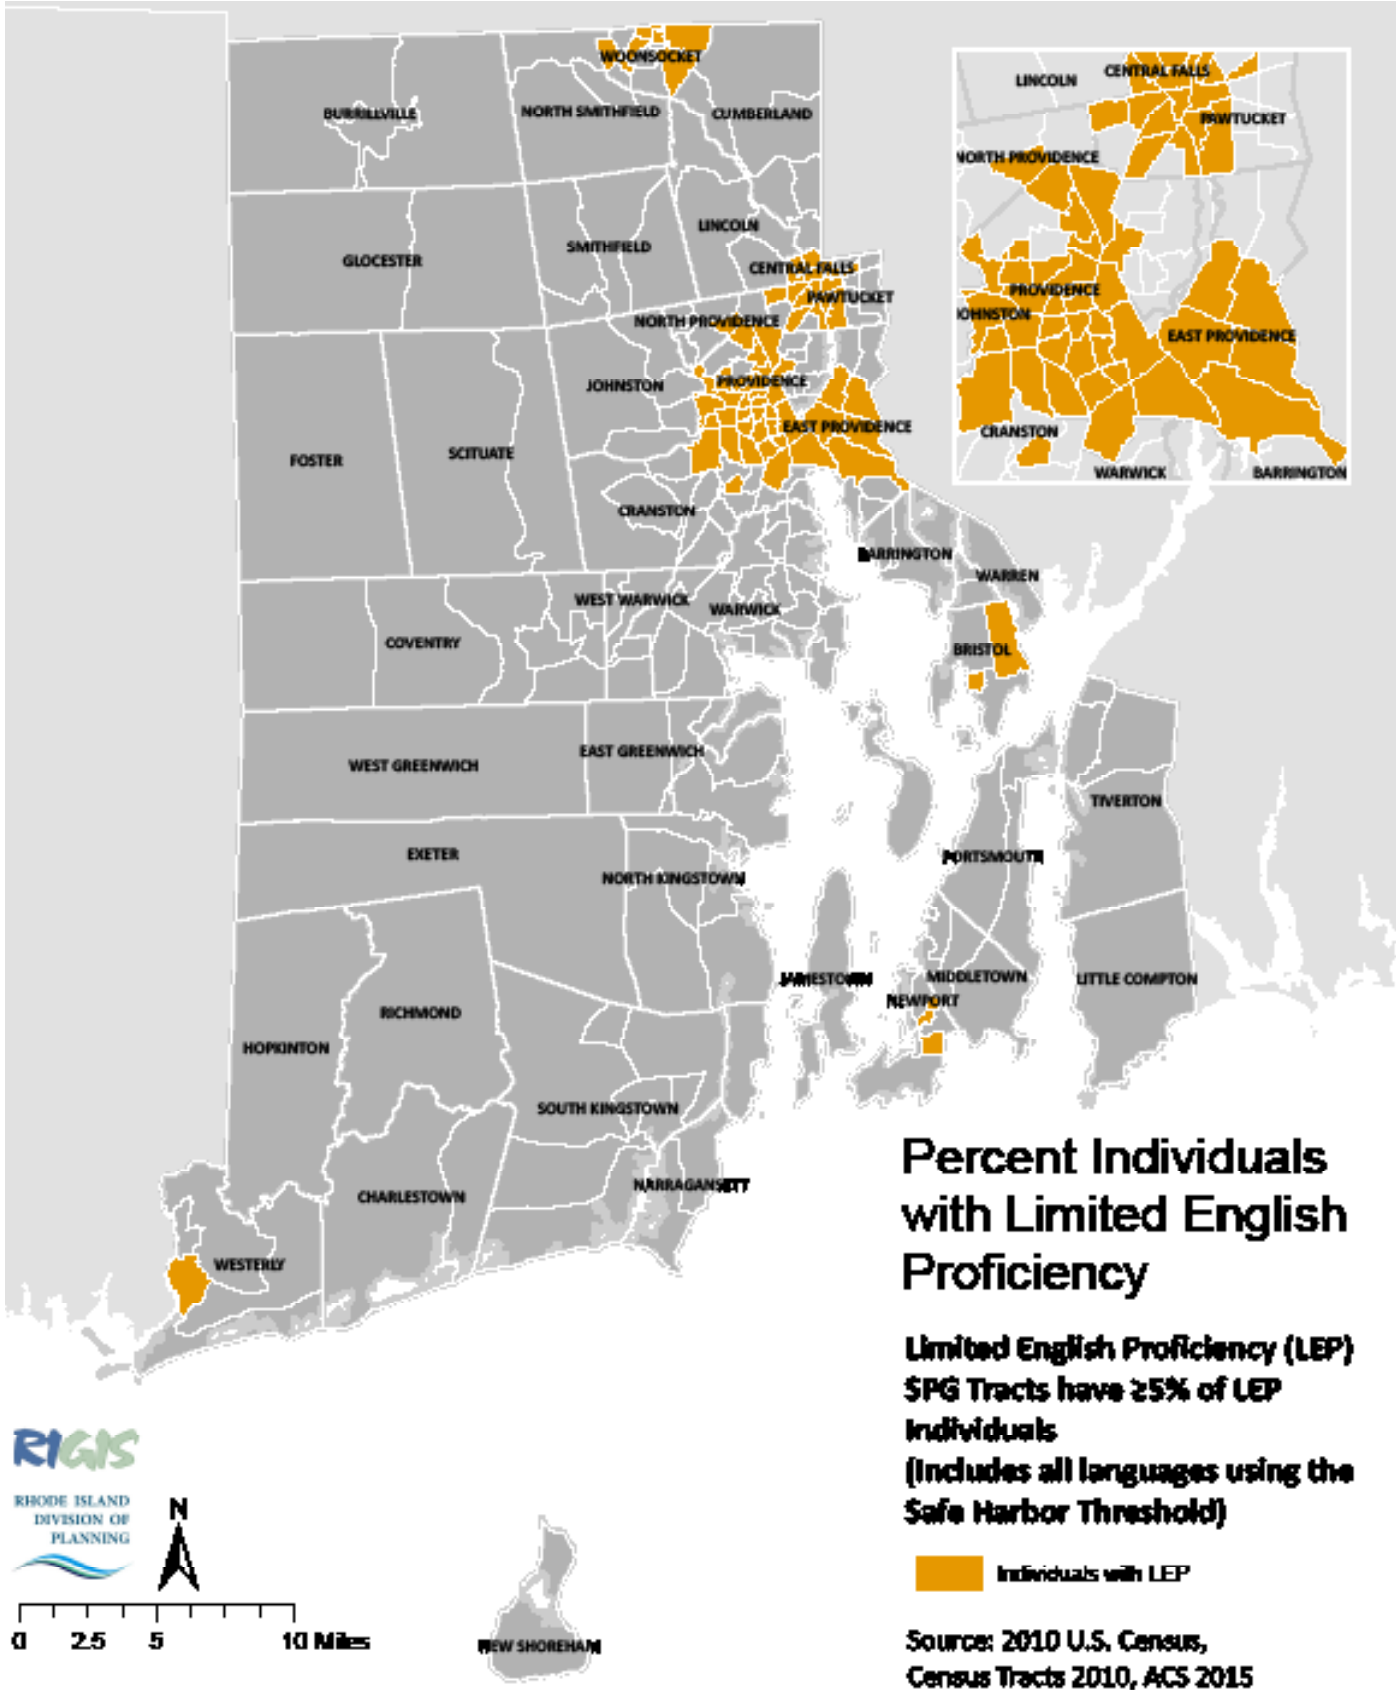 WOONSOCKET
BURRILLVILLE
NORTH SMITHFIELD
CUMBERLAND
GLOCESTER
SMITHFIELD
LINCOLN
CENTRAL FALLS
PAWTUCKET
NORTH PROVIDENCE
JOHNSTON
PROVIDENCE
EAST PROVIDENCE
FOSTER
SCITUATE
CRANSTON
BARRINGTON
WARREN
WEST WARWICK
WARWICK
COVENTRY
BRISTOL
WEST GREENWICH
EAST GREENWICH
TIVERTON
EXETER
PORTSMOUTH
NORTH KINGSTOWN
JAMESTOWN
MIDDLETOWN
LITTLE COMPTON
NEWPORT
RICHMOND
HOPKINTON
SOUTH KINGSTOWN
NARRAGANSETT
CHARLESTOWN
WESTERLY
NEW SHOREHAM
LINCOLN
CENTRAL FALLS
PAWTUCKET
NORTH PROVIDENCE
PROVIDENCE
JOHNSTON
EAST PROVIDENCE
CRANSTON
WARWICK
BARRINGTON
Percent Individuals
with Limited English
Proficiency
Limited English Proficiency (LEP)
SPG Tracts have ≥5% of LEP
Individuals
(Includes all languages using the
Safe Harbor Threshold)
Individuals with LEP
Source: 2010 U.S. Census,
Census Tracts 2010, ACS 2015
RIGIS
RHODE ISLAND
DIVISION OF
PLANNING
N
0 2.5 5 10 Miles